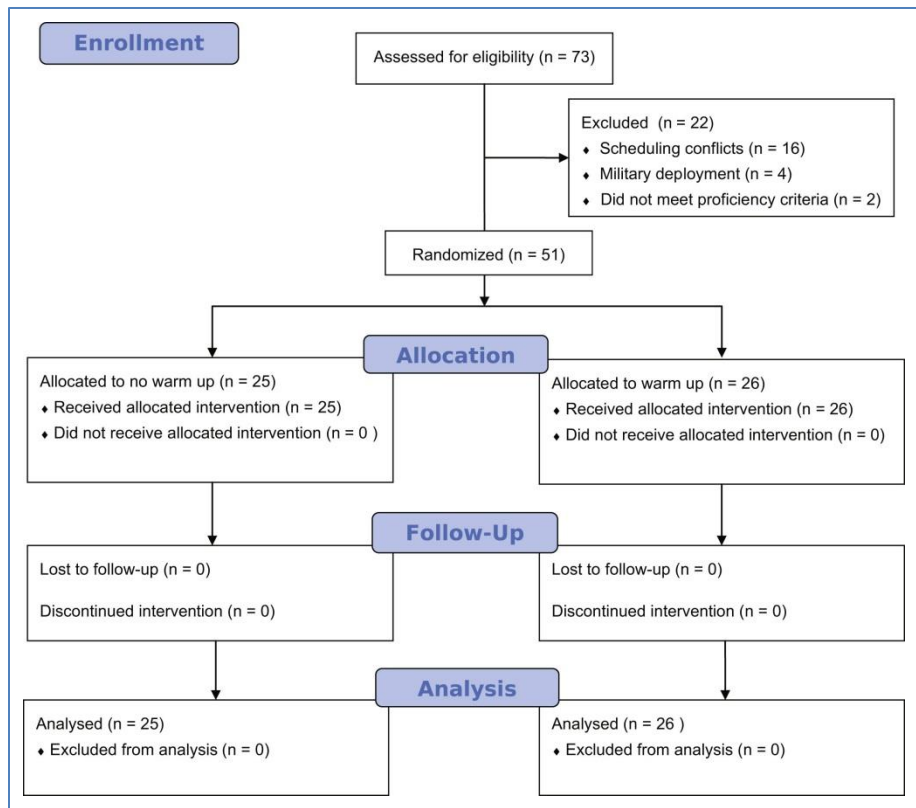 Enrollment
Assessed for eligibility (n = 73)
Excluded (n = 22)
♦ Scheduling conflicts (n = 16)
♦ Military deployment (n = 4)
♦ Did not meet proficiency criteria (n = 2)
Randomized (n = 51)
Allocation
Allocated to no warm up (n = 25)
♦ Received allocated intervention (n = 25)
♦ Did not receive allocated intervention (n = 0 )
Allocated to warm up (n = 26)
♦ Received allocated intervention (n = 26)
♦ Did not receive allocated intervention (n = 0)
Follow-Up
Lost to follow-up (n = 0)
Discontinued intervention (n = 0)
Lost to follow-up (n = 0)
Discontinued intervention (n = 0)
Analysis
Analysed (n = 25)
♦ Excluded from analysis (n = 0)
Analysed (n = 26 )
♦ Excluded from analysis (n = 0)